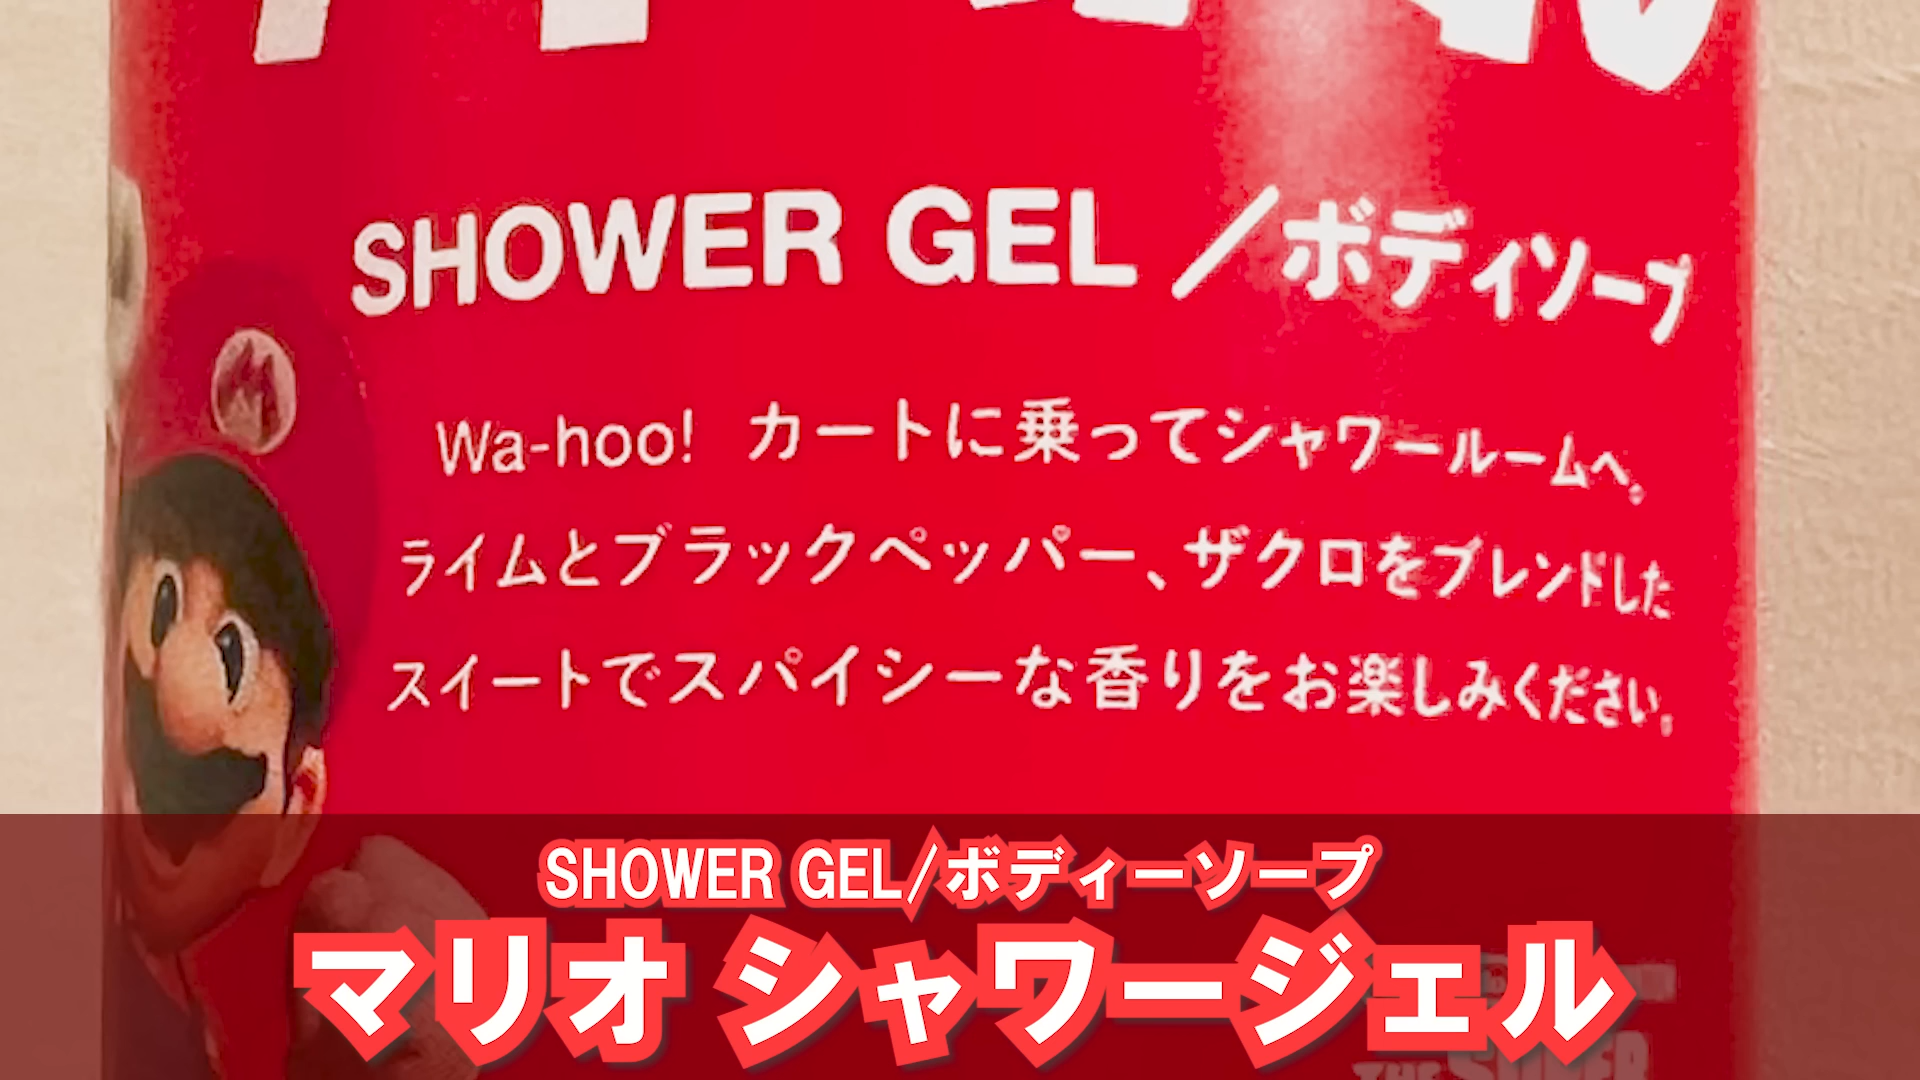 SHOWER GEL /ボディソープ
Wa-hoo! カートに乗ってシャワールームへ。
ライムとブラックペッパー、ザクロをブレンドした
スイートでスパイシーな香りをお楽しみください。
SHOWER GEL/ボディーソープ
マリオ シャワージェル
THE SUPER